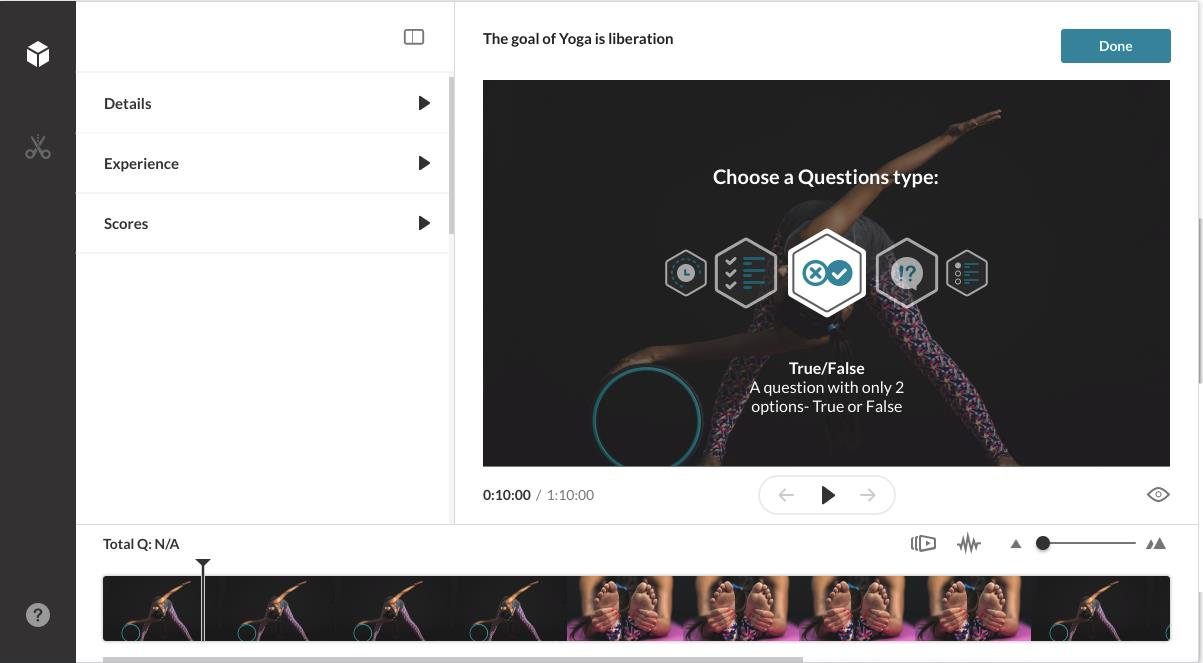 The goal of Yoga is liberation
Done
Details
Experience
Scores
Choose a Questions type:
!?
True/False
A question with only 2
options- True or False
0:10:00 / 1:10:00
Total Q: N/A
?